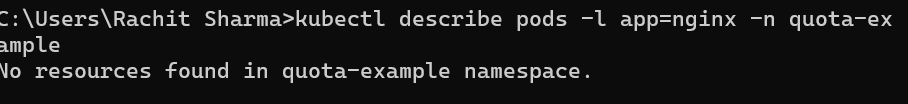 C:\Users\Rachit Sharma>kubectl describe pods -l app=nginx -n quota-ex
ample
No resources found in quota-example namespace.